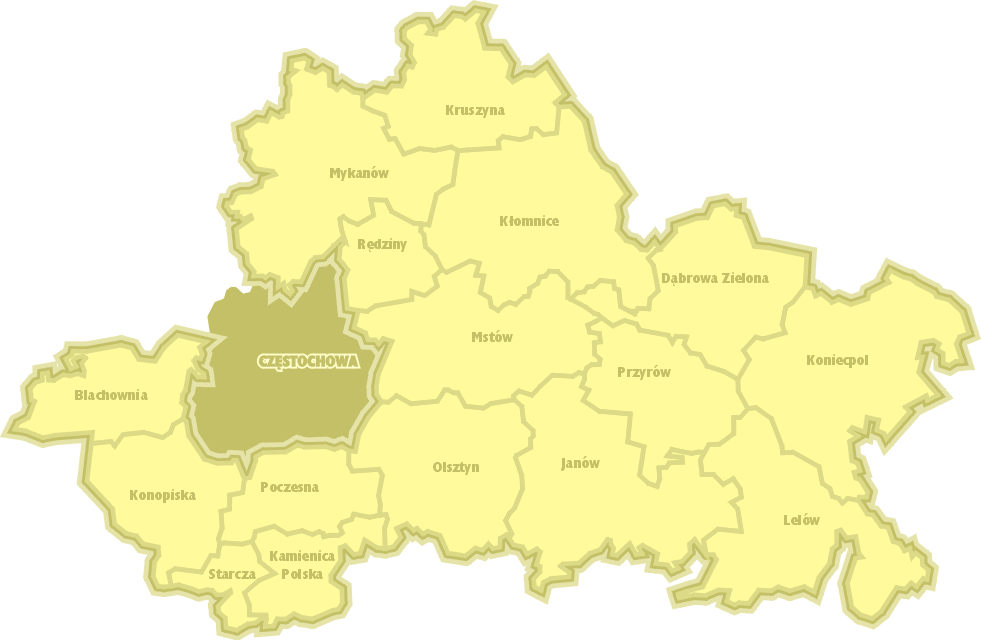 Kruszyna
Mykanów
Kłomnice
Rędziny
Dąbrowa Zielona
Mstów
CZĘSTOCHOWA
Koniecpol
Przyrów
Blachownia
Janów
Olsztyn
Poczesna
Konopiska
Lelów
Kamienica
Polska
Starcza